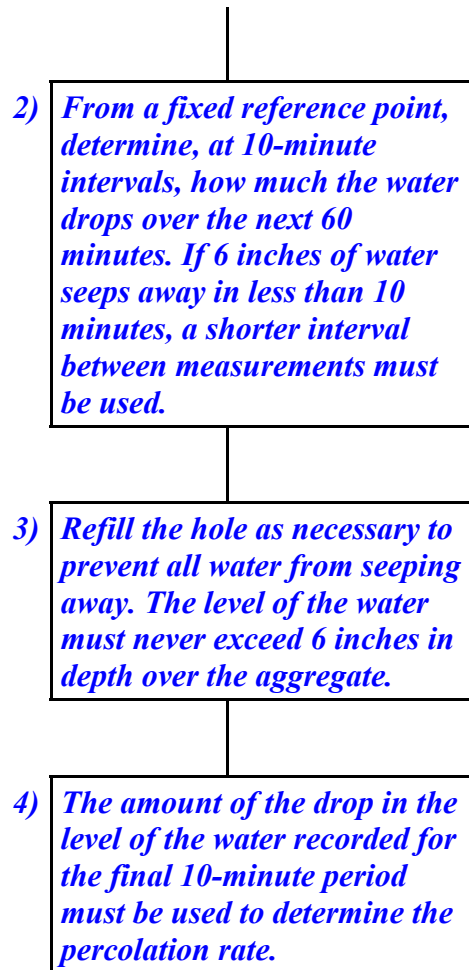 2) From a fixed reference point,
determine, at 10-minute
intervals, how much the water
drops over the next 60
minutes. If 6 inches of water
seeps away in less than 10
minutes, a shorter interval
between measurements must
be used.
3) Refill the hole as necessary to
prevent all water from seeping
away. The level of the water
must never exceed 6 inches in
depth over the aggregate.
4) The amount of the drop in the
level of the water recorded for
the final 10-minute period
must be used to determine the
percolation rate.